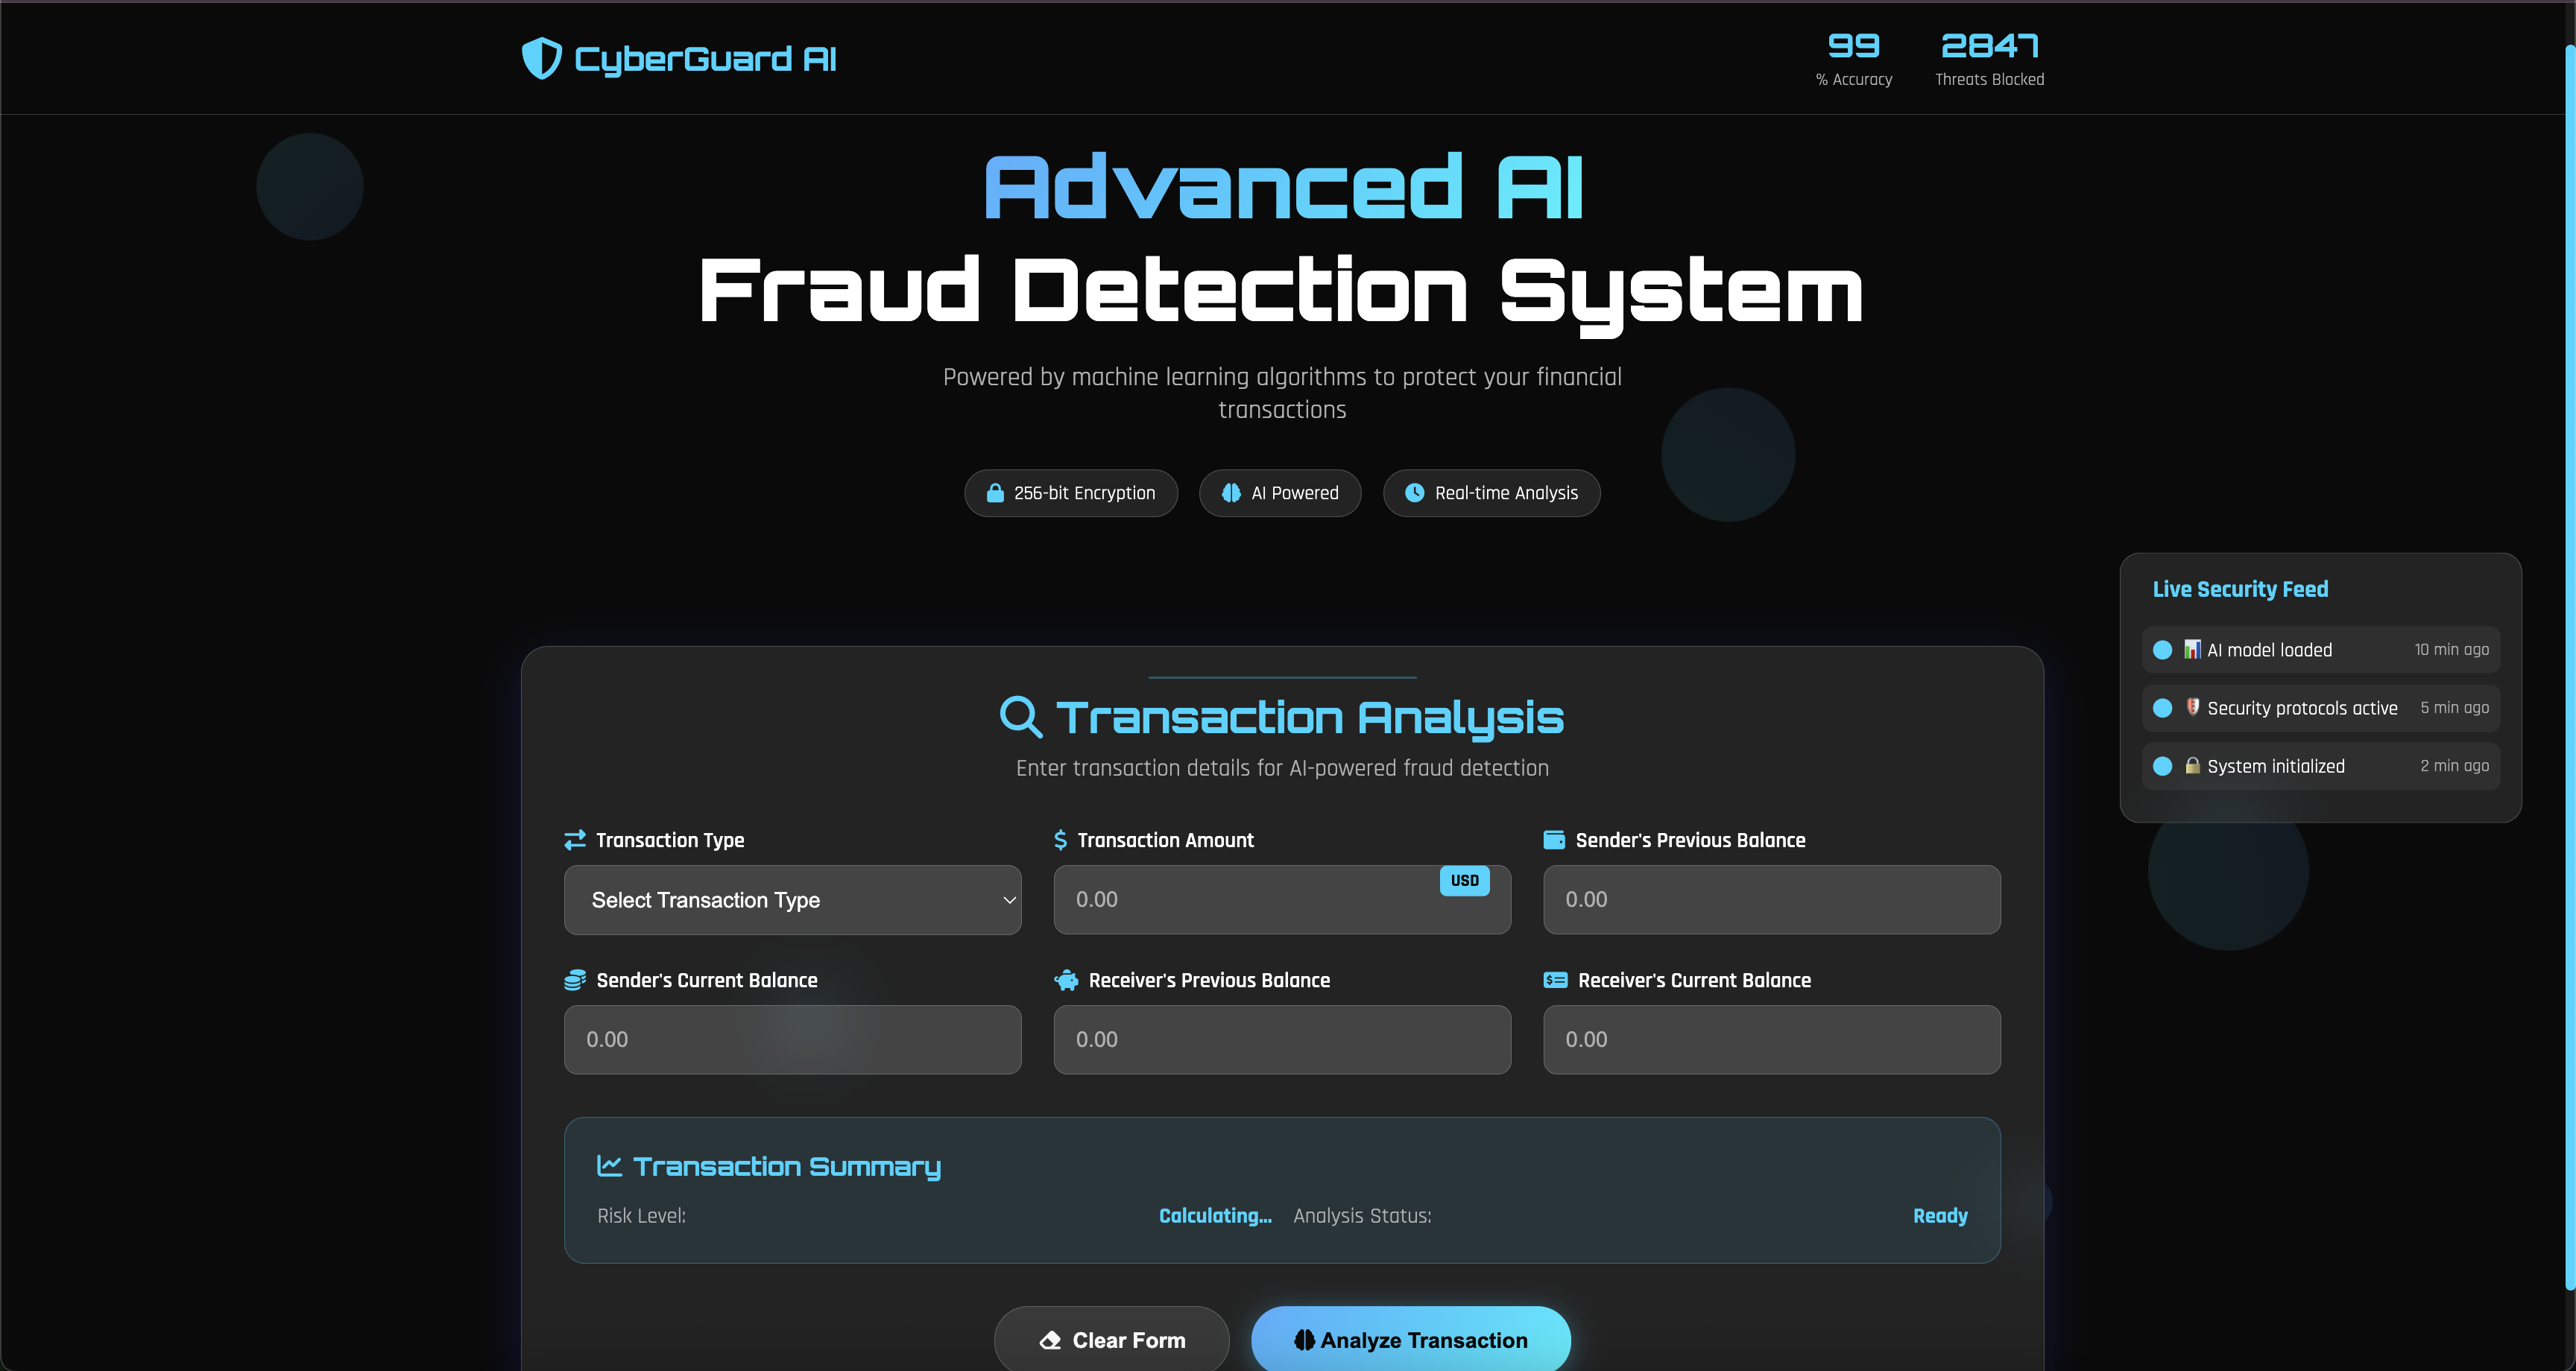 CyberGuard AI
99
% Accuracy
2847
Threats Blocked
Advanced AI
Fraud Detection System
Powered by machine learning algorithms to protect your financial
transactions
256-bit Encryption
AI Powered
Real-time Analysis
Live Security Feed
AI model loaded 10 min ago
Security protocols active 5 min ago
System initialized 2 min ago
Transaction Analysis
Enter transaction details for AI-powered fraud detection
Transaction Type
Select Transaction Type
Transaction Amount
0.00 USD
Sender's Previous Balance
0.00
Sender's Current Balance
0.00
Receiver's Previous Balance
0.00
Receiver's Current Balance
0.00
Transaction Summary
Risk Level: Calculating...
Analysis Status: Ready
Clear Form
Analyze Transaction